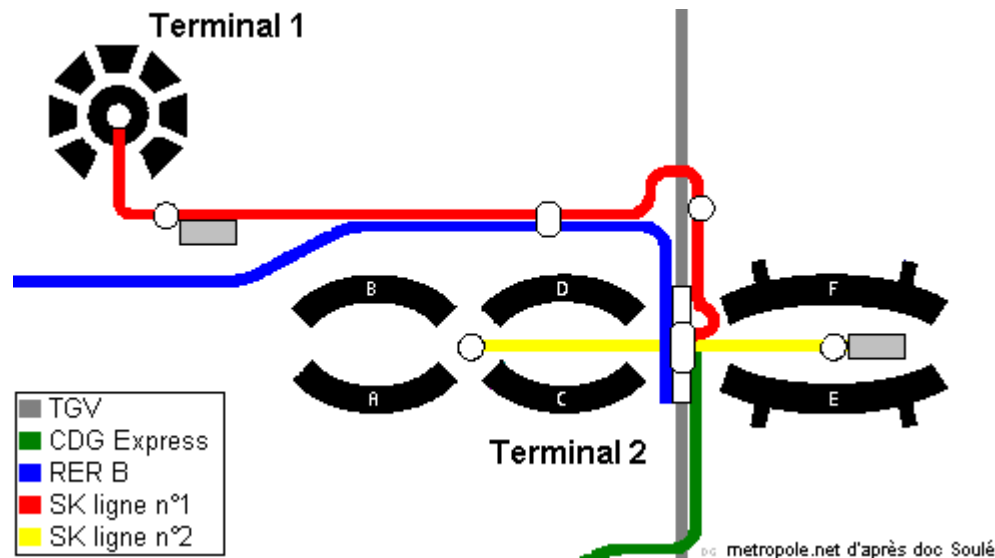 Terminal 1
B
D
F
A
C
E
Terminal 2
TGV
CDG Express
RER B
SK ligne n°1
SK ligne n°2
DG metropole.net d'après doc Soulé